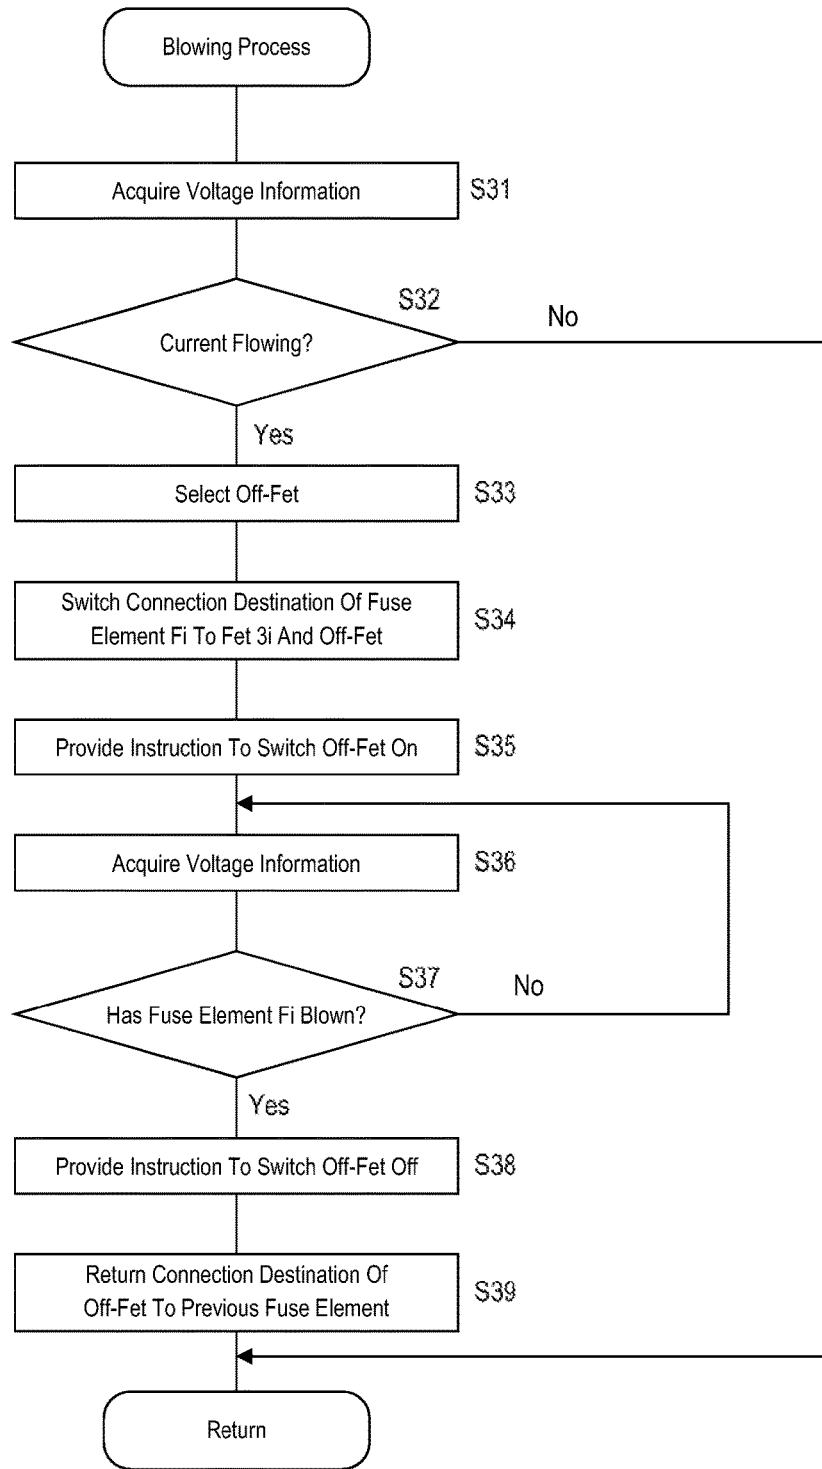 Blowing Process
Acquire Voltage Information
S31
S32
Current Flowing?
No
Yes
Select Off-Fet
S33
Switch Connection Destination Of Fuse
Element Fi To Fet 3i And Off-Fet
S34
Provide Instruction To Switch Off-Fet On
S35
Acquire Voltage Information
S36
S37
Has Fuse Element Fi Blown?
No
Yes
Provide Instruction To Switch Off-Fet Off
S38
Return Connection Destination Of
Off-Fet To Previous Fuse Element
S39
Return